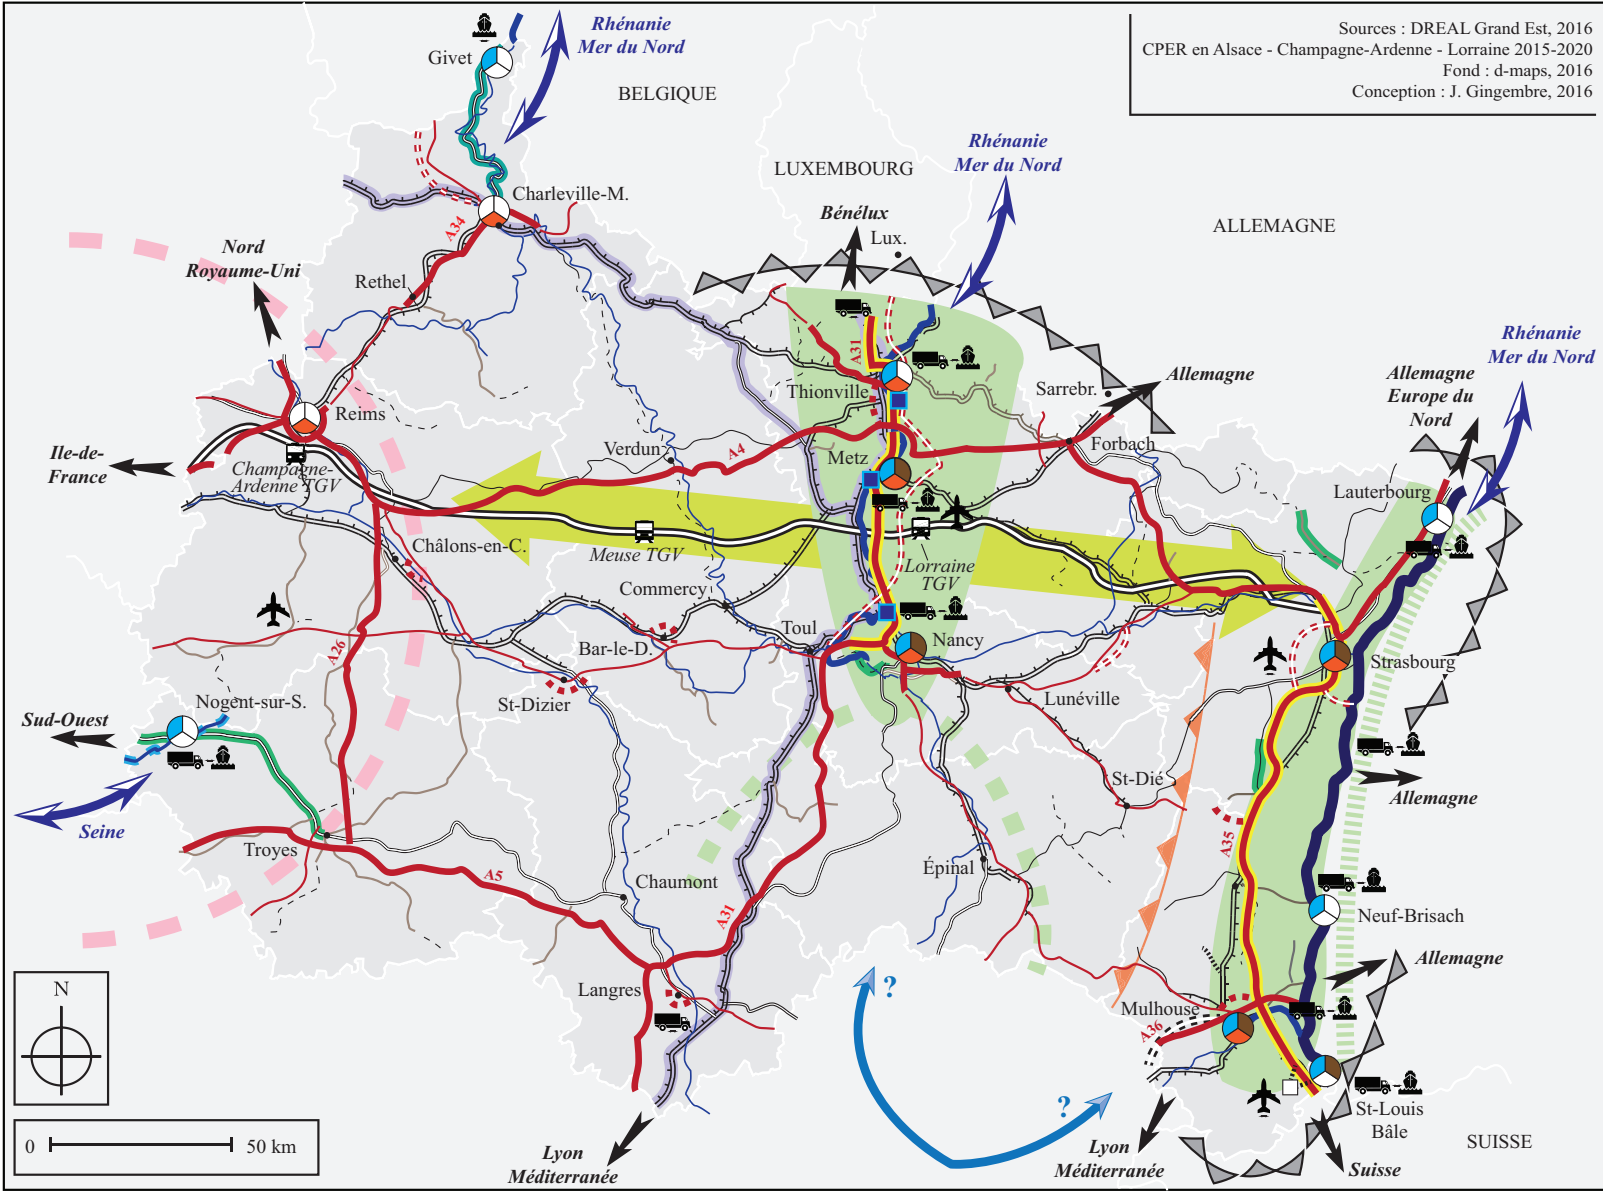 Rhénanie
Mer du Nord
Givet
BELGIQUE
Sources : DREAL Grand Est, 2016
CPER en Alsace - Champagne-Ardenne - Lorraine 2015-2020
Fond : d-maps, 2016
Conception : J. Gingembre, 2016
Rhénanie
Mer du Nord
LUXEMBOURG
Charleville-M.
Bénélux
Lux.
ALLEMAGNE
A34
Nord
Royaume-Uni
Rethel
Rhénanie
Mer du Nord
A31
Thionville
Sarrebr.
Allemagne
Allemagne
Europe du
Nord
Reims
Ile-de-
France
Champagne-
Ardenne TGV
Verdun
A4
Metz
Forbach
Lauterbourg
Châlons-en-C.
Meuse TGV
Lorraine
TGV
Commercy
Toul
Nancy
Bar-le-D.
A26
Strasbourg
Nogent-sur-S.
St-Dizier
Lunéville
Sud-Ouest
St-Dié
Allemagne
Seine
Troyes
A35
A5
Chaumont
Épinal
A31
Neuf-Brisach
Allemagne
Langres
?
Mulhouse
A36
N
?
St-Louis
Bâle
0
50 km
Lyon
Méditerranée
Lyon
Méditerranée
Suisse
SUISSE